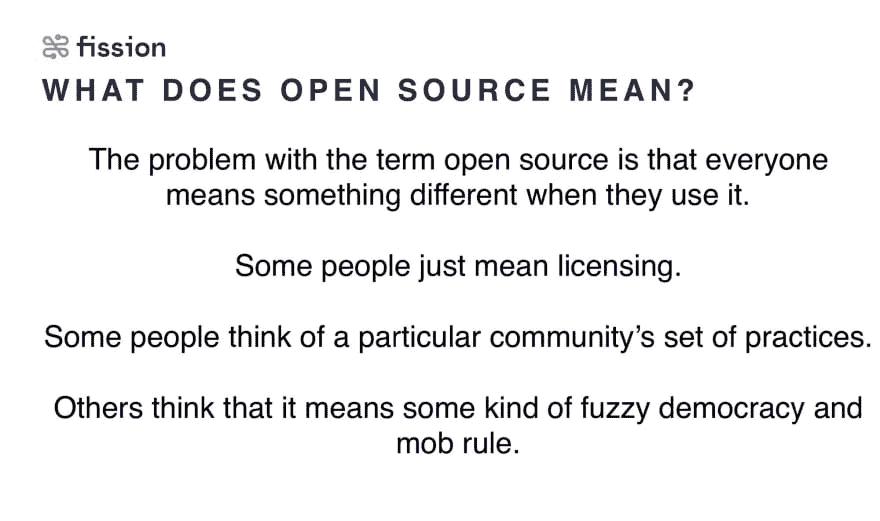 fission
WHAT DOES OPEN SOURCE MEAN?
The problem with the term open source is that everyone
means something different when they use it.
Some people just mean licensing.
Some people think of a particular community’s set of practices.
Others think that it means some kind of fuzzy democracy and
mob rule.